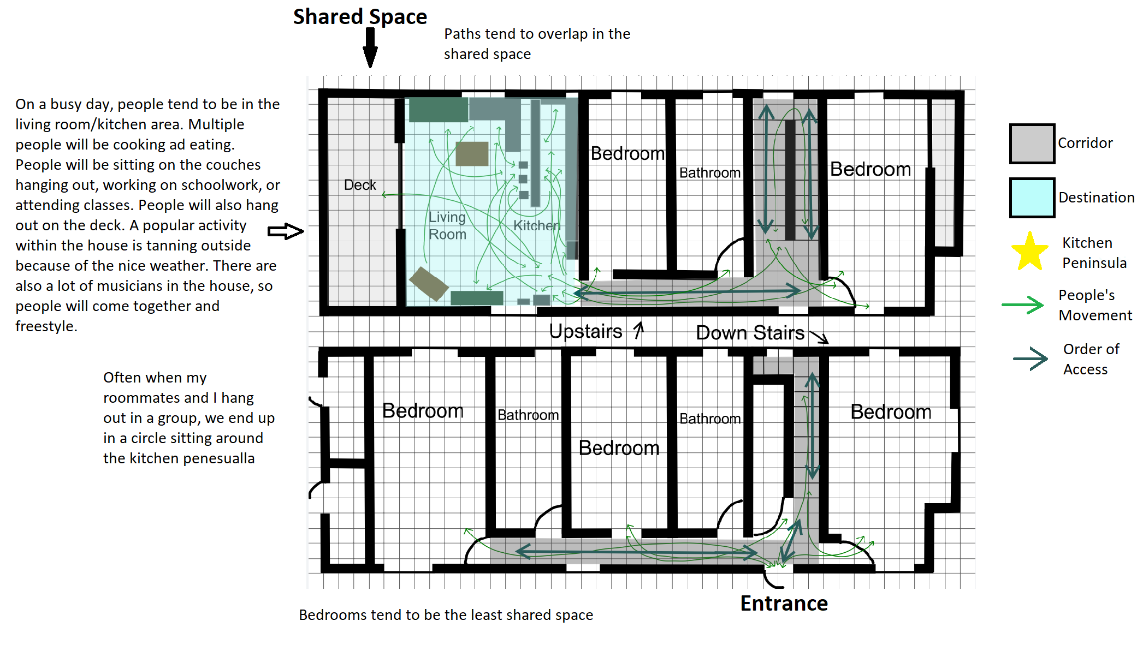 Shared Space
Paths tend to overlap in the
shared space
On a busy day, people tend to be in the
living room/kitchen area. Multiple
people will be cooking ad eating.
People will be sitting on the couches
hanging out, working on schoolwork, or
attending classes. People will also hang
out on the deck. A popular activity
within the house is tanning outside
because of the nice weather. There are
also a lot of musicians in the house, so
people will come together and
freestyle.
Deck
Living
Room
Kitchen
Bedroom
Bathroom
Bedroom
Corridor
Destination
Kitchen
Peninsula
People's
Movement
Order of
Access
Upstairs
Down Stairs
Often when my
roommates and I hang
out in a group, we end up
in a circle sitting around
the kitchen penesualla
Bedroom
Bathroom
Bedroom
Bathroom
Bedroom
Entrance
Bedrooms tend to be the least shared space